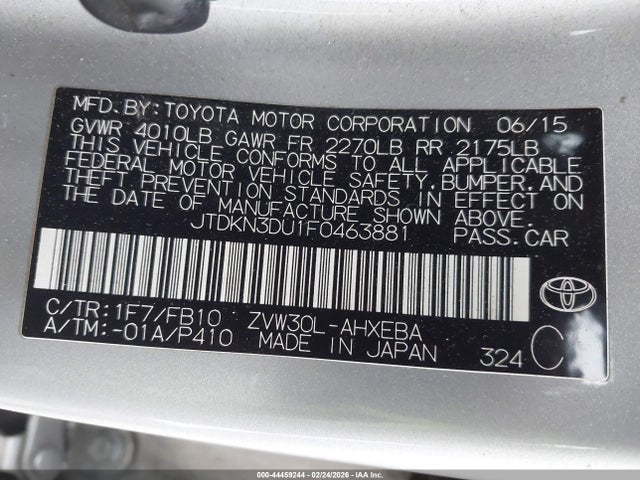 MFD. BY: TOYOTA MOTOR CORPORATION 06/15
GVWR 4010LB GAWR FR 2270LB RR 2175LB
THIS VEHICLE CONFORMS TO ALL APPLICABLE
FEDERAL MOTOR VEHICLE SAFETY, BUMPER, AND
THEFT PREVENTION STANDARDS IN EFFECT ON
THE DATE OF MANUFACTURE SHOWN ABOVE.
JTDKN3DU1F0463881 PASS.CAR
C/TR: 1F7/FB10 ZVW30L-AHXEBA
A/TM: -01A/P410 MADE IN JAPAN 324 C
000-44459244 - 02/24/2026 - IAAI